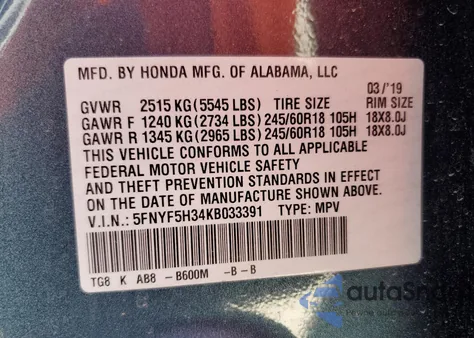 MFD. BY HONDA MFG. OF ALABAMA, LLC
03/'19
GVWR 2515 KG (5545 LBS) TIRE SIZE RIM SIZE
GAWR F 1240 KG (2734 LBS) 245/60R18 105H 18X8.0J
GAWR R 1345 KG (2965 LBS) 245/60R18 105H 18X8.0J
THIS VEHICLE CONFORMS TO ALL APPLICABLE
FEDERAL MOTOR VEHICLE SAFETY
AND THEFT PREVENTION STANDARDS IN EFFECT
ON THE DATE OF MANUFACTURE SHOWN ABOVE.
V.I.N.: 5FNYF5H34KB033391 TYPE: MPV
TG8 K AB8 -B600M -B-B